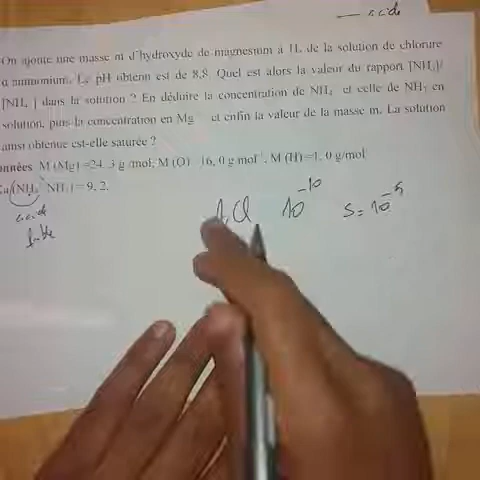 acide
On ajoute une masse m d'hydroxyde de magnésium à 1L de la solution de chlorure
d'ammonium. Le pH obtenu est de 8,8. Quel est alors la valeur du rapport [NH₃]/
[NH₄⁺] dans la solution ? En déduire la concentration de NH₄⁺ et celle de NH₃ en
solution, puis la concentration en Mg et enfin la valeur de la masse m. La solution
ainsi obtenue est-elle saturée ?
M (Mg)=24,3 g/mol, M (O) 16,0 g mol⁻¹, M (H)=1,0 g/mol
(NH₄⁺ NH₃)=9,2.
acide
10⁻¹⁰
S=10⁻⁵